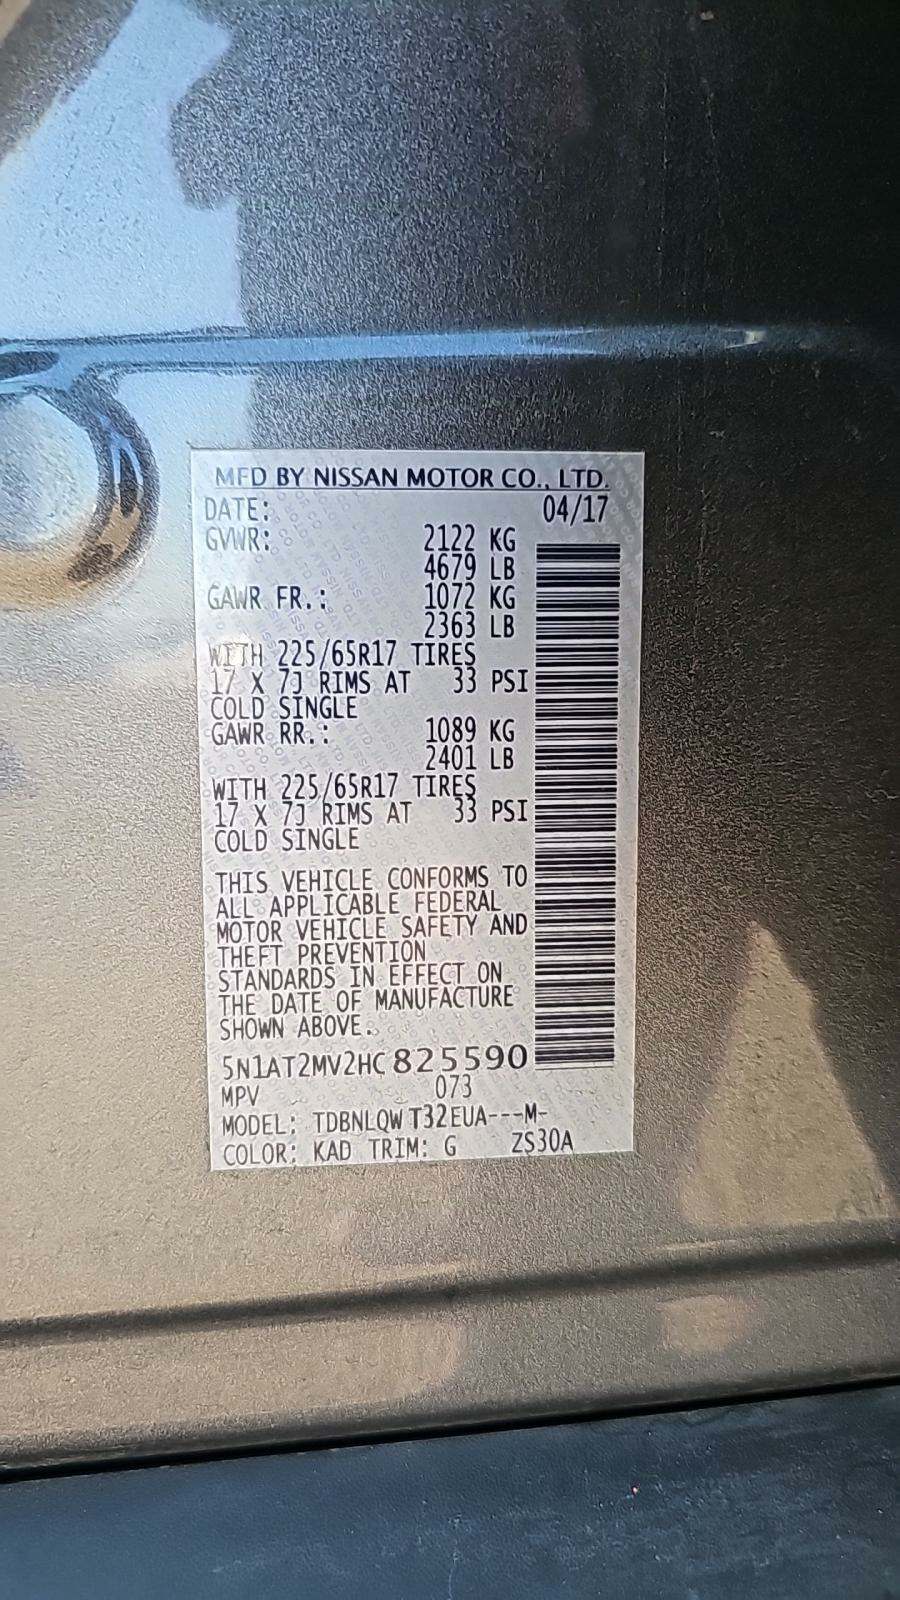 MFD BY NISSAN MOTOR CO., LTD.
DATE: 04/17
GVWR: 2122 KG
4679 LB
GAWR FR.: 1072 KG
2363 LB
WITH 225/65R17 TIRES
17 X 7J RIMS AT 33 PSI
COLD SINGLE
GAWR RR.: 1089 KG
2401 LB
WITH 225/65R17 TIRES
17 X 7J RIMS AT 33 PSI
COLD SINGLE
THIS VEHICLE CONFORMS TO
ALL APPLICABLE FEDERAL
MOTOR VEHICLE SAFETY AND
THEFT PREVENTION
STANDARDS IN EFFECT ON
THE DATE OF MANUFACTURE
SHOWN ABOVE.
5N1AT2MV2HC825590
MPV 073
MODEL: TDBNLQW T32EUA---M-
COLOR: KAD TRIM: G ZS30A